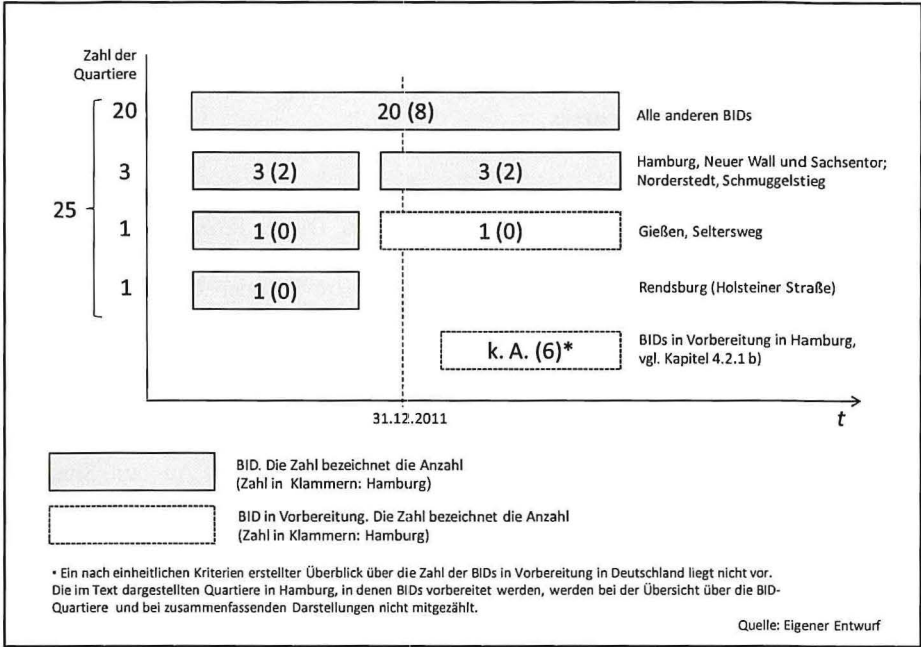 Zahl der
Quartiere
20
20 (8)
Alle anderen BIDs
3
3 (2)
3 (2)
Hamburg, Neuer Wall und Sachsentor;
Norderstedt, Schmuggelstieg
25
1
1 (0)
1 (0)
Gießen, Seltersweg
1
1 (0)
Rendsburg (Holsteiner Straße)
k. A. (6)*
BIDs in Vorbereitung in Hamburg,
vgl. Kapitel 4.2.1 b)
31.12.2011
t
BID. Die Zahl bezeichnet die Anzahl
(Zahl in Klammern: Hamburg)
BID in Vorbereitung. Die Zahl bezeichnet die Anzahl
(Zahl in Klammern: Hamburg)
* Ein nach einheitlichen Kriterien erstellter Überblick über die Zahl der BIDs in Vorbereitung in Deutschland liegt nicht vor.
Die im Text dargestellten Quartiere in Hamburg, in denen BIDs vorbereitet werden, werden bei der Übersicht über die BID-
Quartiere und bei zusammenfassenden Darstellungen nicht mitgezählt.
Quelle: Eigener Entwurf